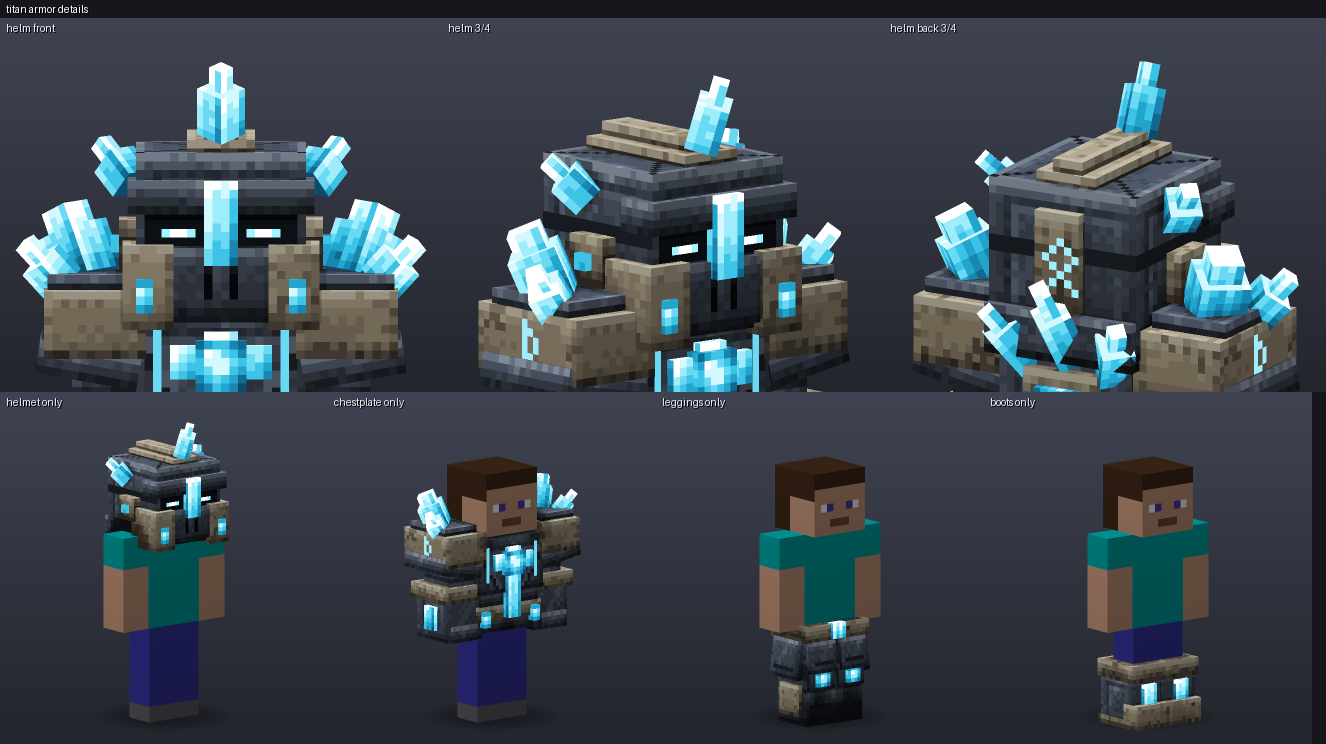 titan armor details
helm front
helm 3/4
helm back 3/4
helmet only
chestplate only
leggings only
boots only